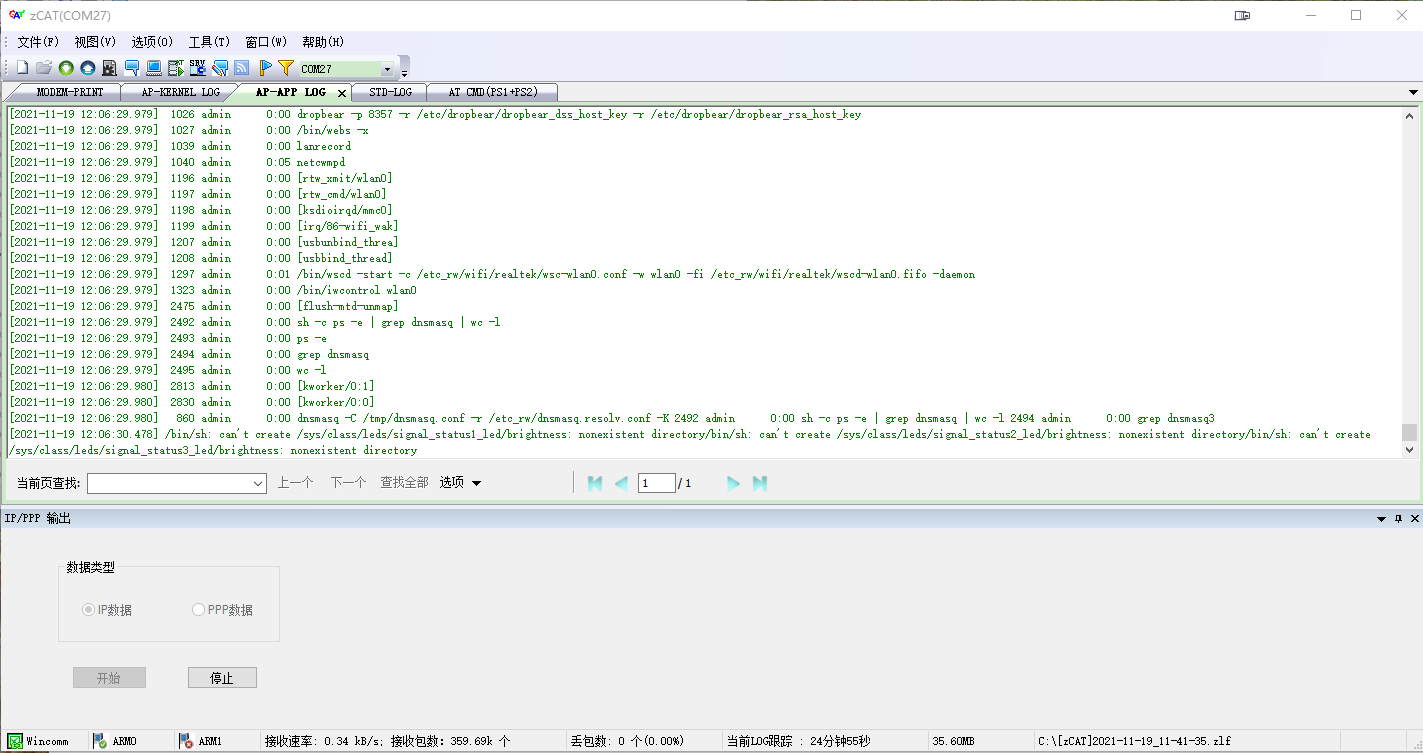 zCAT(COM27)
文件(F) 视图(V) 选项(O) 工具(T) 窗口(W) 帮助(H)
COM27
MODEM-PRINT AP-KERNEL LOG AP-APP LOG STD-LOG AT CMD(PS1+PS2)
[2021-11-19 12:06:29.979] 1026 admin 0:00 dropbear -p 8357 -r /etc/dropbear/dropbear_dss_host_key -r /etc/dropbear/dropbear_rsa_host_key
[2021-11-19 12:06:29.979] 1027 admin 0:00 /bin/webs -x
[2021-11-19 12:06:29.979] 1039 admin 0:00 lanrecord
[2021-11-19 12:06:29.979] 1040 admin 0:05 netcwmpd
[2021-11-19 12:06:29.979] 1196 admin 0:00 [rtw_xmit/wlan0]
[2021-11-19 12:06:29.979] 1197 admin 0:00 [rtw_cmd/wlan0]
[2021-11-19 12:06:29.979] 1198 admin 0:00 [ksdioirqd/mmc0]
[2021-11-19 12:06:29.979] 1199 admin 0:00 [irq/86-wifi_wak]
[2021-11-19 12:06:29.979] 1207 admin 0:00 [usbunbind_threa]
[2021-11-19 12:06:29.979] 1208 admin 0:00 [usbbind_thread]
[2021-11-19 12:06:29.979] 1297 admin 0:01 /bin/wscd -start -c /etc_rw/wifi/realtek/wsc-wlan0.conf -w wlan0 -fi /etc_rw/wifi/realtek/wscd-wlan0.fifo -daemon
[2021-11-19 12:06:29.979] 1323 admin 0:00 /bin/iwcontrol wlan0
[2021-11-19 12:06:29.979] 2475 admin 0:00 [flush-mtd-unmap]
[2021-11-19 12:06:29.979] 2492 admin 0:00 sh -c ps -e | grep dnsmasq | wc -l
[2021-11-19 12:06:29.979] 2493 admin 0:00 ps -e
[2021-11-19 12:06:29.979] 2494 admin 0:00 grep dnsmasq
[2021-11-19 12:06:29.979] 2495 admin 0:00 wc -l
[2021-11-19 12:06:29.980] 2813 admin 0:00 [kworker/0:1]
[2021-11-19 12:06:29.980] 2830 admin 0:00 [kworker/0:0]
[2021-11-19 12:06:29.980] 860 admin 0:00 dnsmasq -C /tmp/dnsmasq.conf -r /etc_rw/dnsmasq.resolv.conf -K 2492 admin 0:00 sh -c ps -e | grep dnsmasq | wc -l 2494 admin 0:00 grep dnsmasq3
[2021-11-19 12:06:30.478] /bin/sh: can't create /sys/class/leds/signal_status1_led/brightness: nonexistent directory/bin/sh: can't create /sys/class/leds/signal_status2_led/brightness: nonexistent directory/bin/sh: can't create
/sys/class/leds/signal_status3_led/brightness: nonexistent directory
当前页查找: 上一个 下一个 查找全部 选项 1 / 1
IP/PPP 输出
数据类型
IP数据 PPP数据
开始 停止
Wincomm ARM0 ARM1 接收速率: 0.34 kB/s; 接收包数: 359.69k 个 丢包数: 0 个(0.00%) 当前LOG跟踪 : 24分钟55秒 35.60MB C:\[zCAT]2021-11-19_11-41-35.zlf